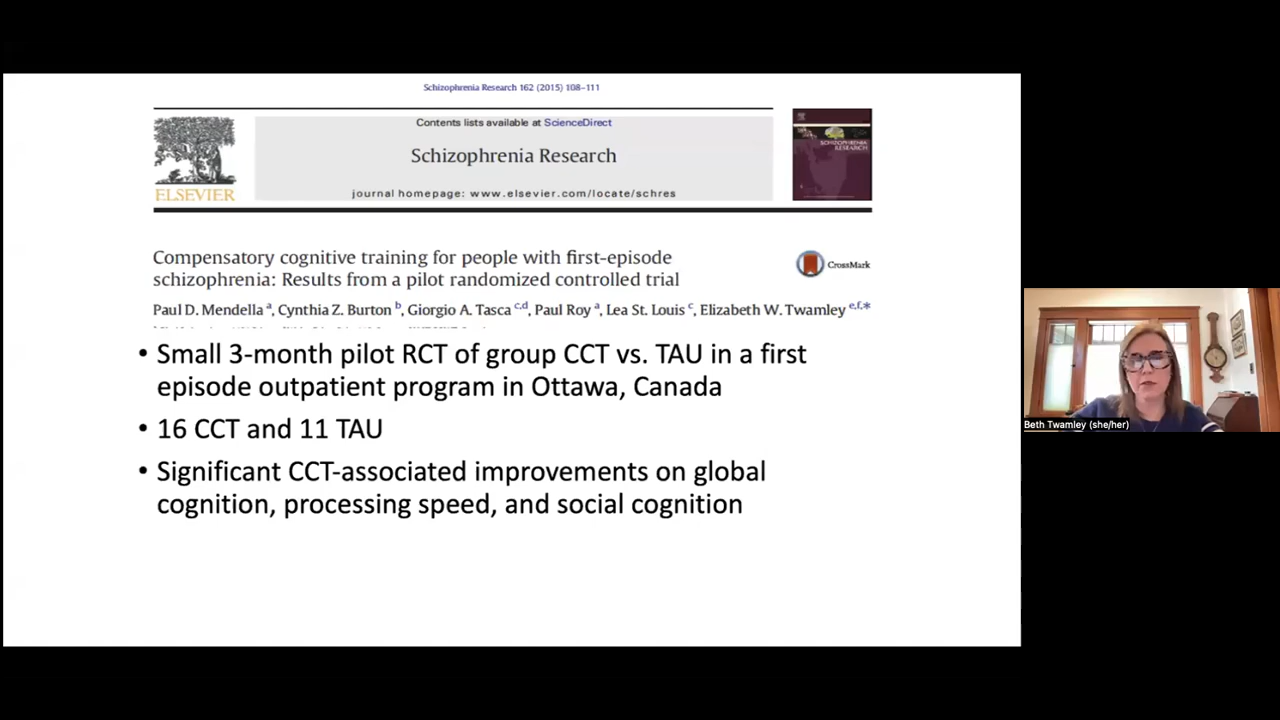 Schizophrenia Research 162 (2015) 108–111
Contents lists available at ScienceDirect
Schizophrenia Research
journal homepage: www.elsevier.com/locate/schres
ELSEVIER
SCHIZOPHRENIA
RESEARCH
Compensatory cognitive training for people with first-episode
schizophrenia: Results from a pilot randomized controlled trial
CrossMark
Paul D. Mendella a, Cynthia Z. Burton b, Giorgio A. Tasca c,d, Paul Roy a, Lea St. Louis c, Elizabeth W. Twamley e,f,*
• Small 3-month pilot RCT of group CCT vs. TAU in a first
episode outpatient program in Ottawa, Canada
• 16 CCT and 11 TAU
• Significant CCT-associated improvements on global
cognition, processing speed, and social cognition
Beth Twamley (she/her)